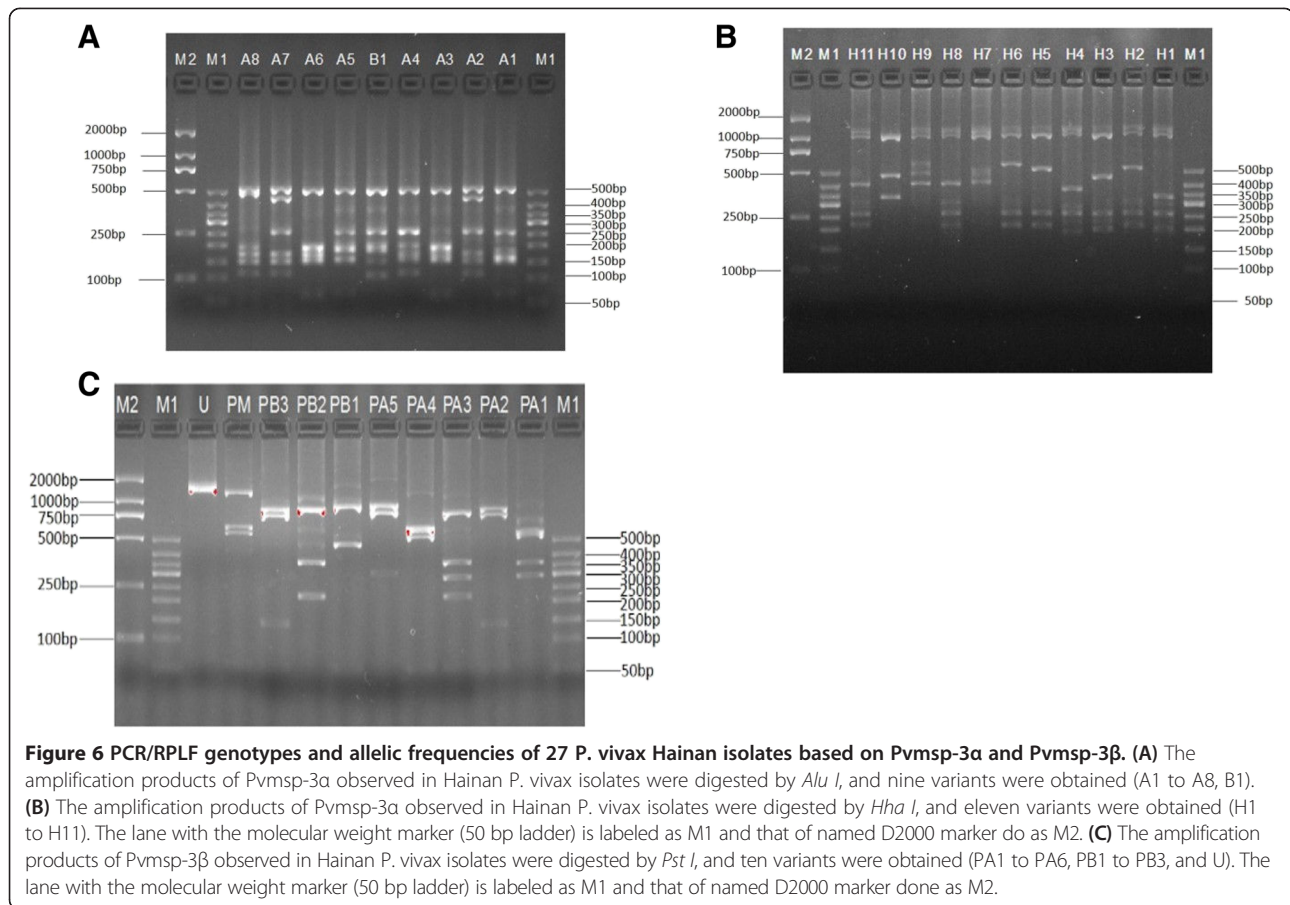 A
M2 M1 A8 A7 A6 A5 B1 A4 A3 A2 A1 M1
2000bp
1000bp
750bp
500bp
250bp
100bp
500bp
400bp
350bp
300bp
250bp
200bp
150bp
100bp
50bp
B
M2 M1 H11 H10 H9 H8 H7 H6 H5 H4 H3 H2 H1 M1
2000bp
1000bp
750bp
500bp
250bp
100bp
500bp
400bp
350bp
300bp
250bp
200bp
150bp
100bp
50bp
C
M2 M1 U PM PB3 PB2 PB1 PA5 PA4 PA3 PA2 PA1 M1
2000bp
1000bp
750bp
500bp
250bp
100bp
500bp
400bp
350bp
300bp
250bp
200bp
150bp
100bp
50bp
Figure 6 PCR/RPLF genotypes and allelic frequencies of 27 P. vivax Hainan isolates based on Pvmsp-3α and Pvmsp-3β. (A) The
amplification products of Pvmsp-3α observed in Hainan P. vivax isolates were digested by Alu I, and nine variants were obtained (A1 to A8, B1).
(B) The amplification products of Pvmsp-3α observed in Hainan P. vivax isolates were digested by Hha I, and eleven variants were obtained (H1
to H11). The lane with the molecular weight marker (50 bp ladder) is labeled as M1 and that of named D2000 marker do as M2. (C) The amplification
products of Pvmsp-3β observed in Hainan P. vivax isolates were digested by Pst I, and ten variants were obtained (PA1 to PA6, PB1 to PB3, and U). The
lane with the molecular weight marker (50 bp ladder) is labeled as M1 and that of named D2000 marker done as M2.